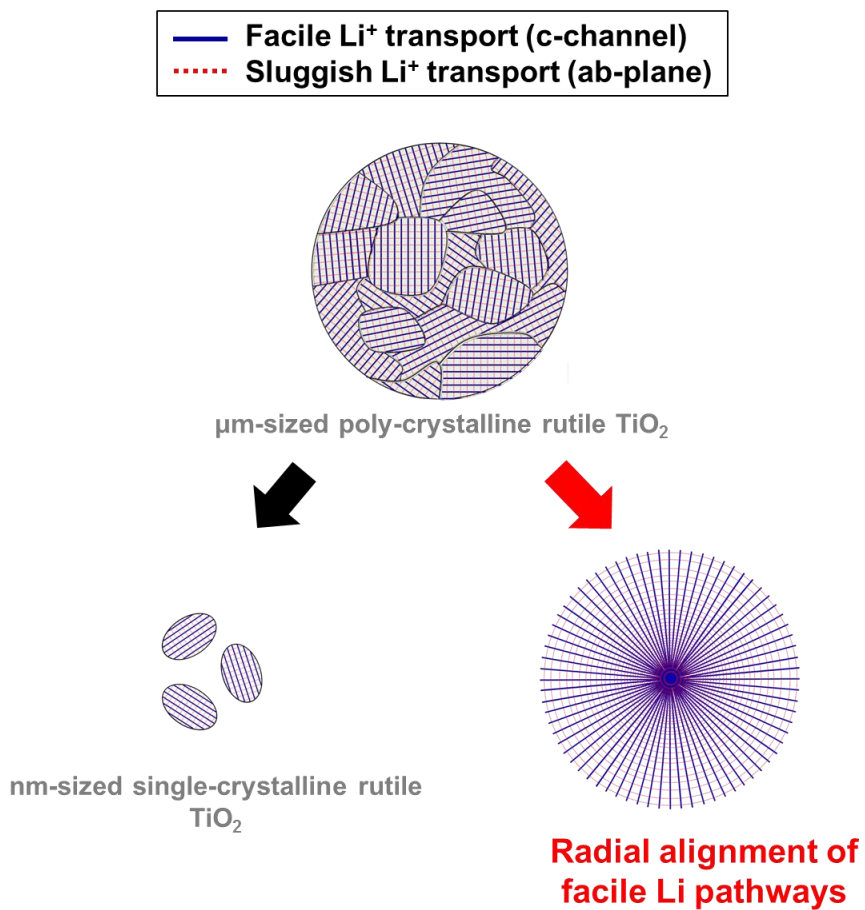 Facile Li⁺ transport (c-channel)
Sluggish Li⁺ transport (ab-plane)
μm-sized poly-crystalline rutile TiO₂
nm-sized single-crystalline rutile
TiO₂
Radial alignment of
facile Li pathways